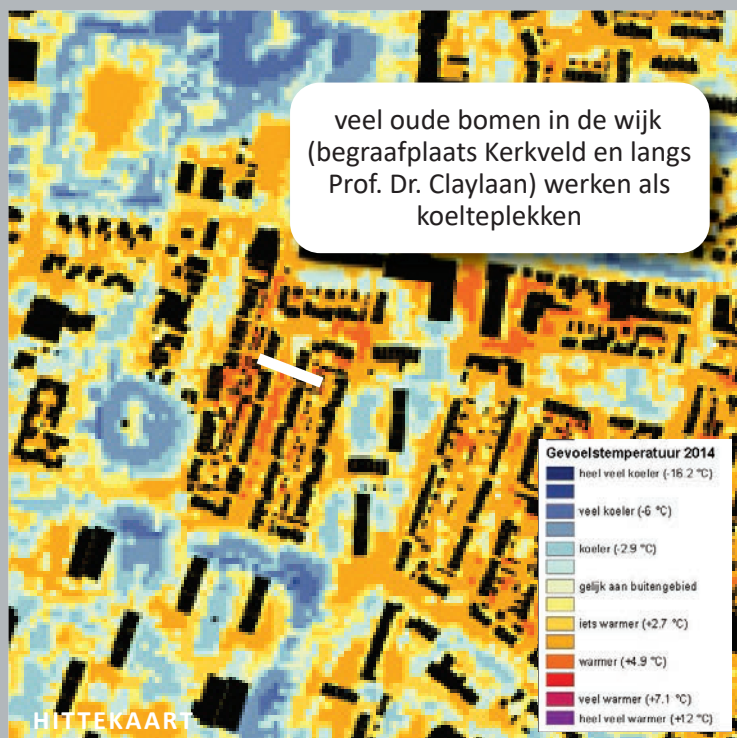 veel oude bomen in de wijk
(begraafplaats Kerkveld en langs
Prof. Dr. Claylaan) werken als
koelteplekken
Gevoelstemperatuur 2014
heel veel koeler (-16.2 °C)
veel koeler (-6 °C)
koeler (-2.9 °C)
gelijk aan buitengebied
iets warmer (+2.7 °C)
warmer (+4.9 °C)
veel warmer (+7.1 °C)
heel veel warmer (+12 °C)
HITTEKAART